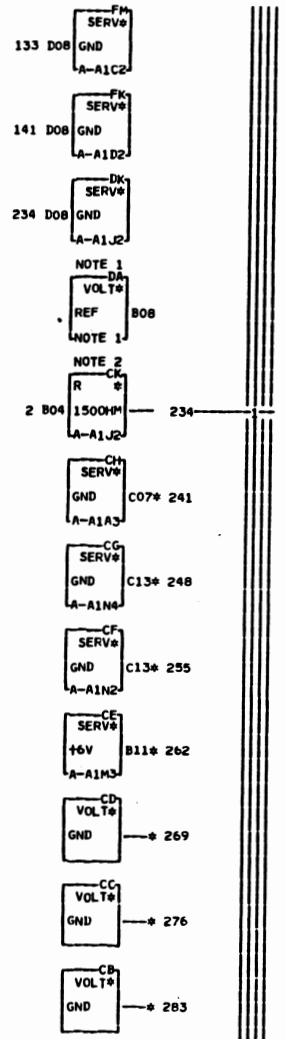 FM
SERV*
133 D08 GND
A-A1C2
FK
SERV*
141 D08 GND
A-A1D2
DK
SERV*
234 D08 GND
A-A1J2
NOTE 1
DA
VOLT*
REF B08
NOTE 1
NOTE 2
CK
R *
2 B04 150OHM 234 1
A-A1J2
CH
SERV*
GND C07* 241
A-A1A3
CG
SERV*
GND C13* 248
A-A1N4
CF
SERV*
GND C13* 255
A-A1N2
CE
SERV*
+6V B11* 262
A-A1M3
CD
VOLT*
GND * 269
CC
VOLT*
GND * 276
CB
VOLT*
GND * 283